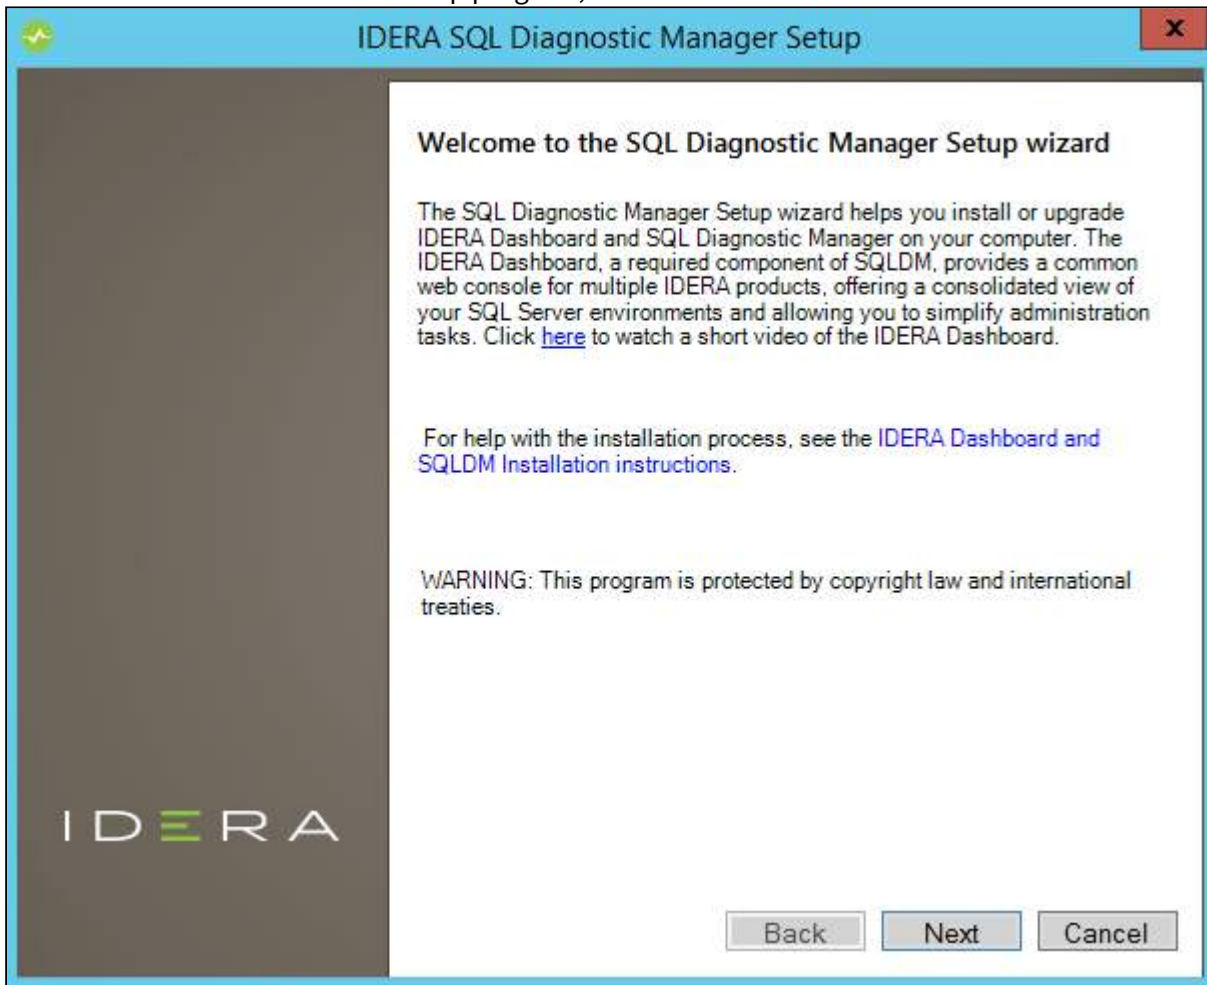 IDERA SQL Diagnostic Manager Setup
x
Welcome to the SQL Diagnostic Manager Setup wizard
The SQL Diagnostic Manager Setup wizard helps you install or upgrade
IDERA Dashboard and SQL Diagnostic Manager on your computer. The
IDERA Dashboard, a required component of SQLDM, provides a common
web console for multiple IDERA products, offering a consolidated view of
your SQL Server environments and allowing you to simplify administration
tasks. Click here to watch a short video of the IDERA Dashboard.
For help with the installation process, see the IDERA Dashboard and
SQLDM Installation instructions.
WARNING: This program is protected by copyright law and international
treaties.
IDERA
Back Next Cancel